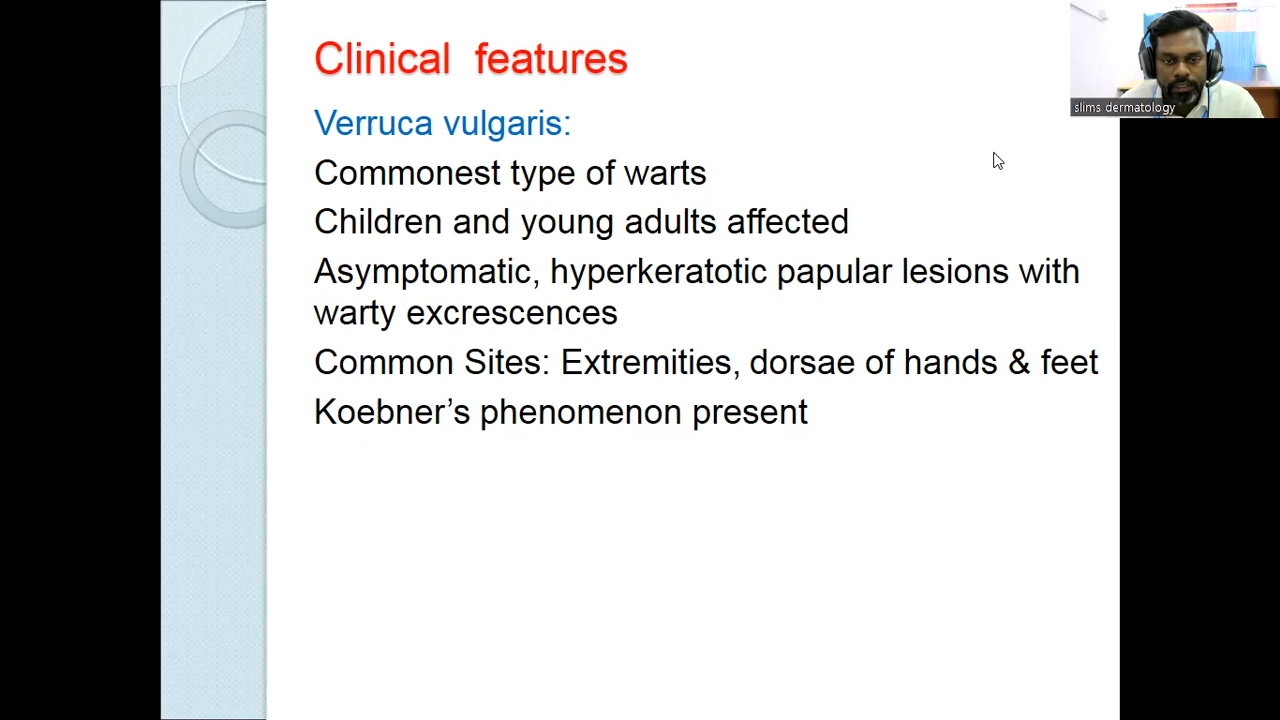 Clinical features
Verruca vulgaris:
Commonest type of warts
Children and young adults affected
Asymptomatic, hyperkeratotic papular lesions with
warty excrescences
Common Sites: Extremities, dorsae of hands & feet
Koebner’s phenomenon present
slims dermatology